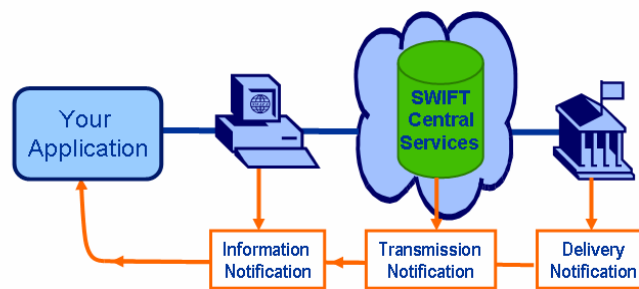 Your
Application
SWIFT
Central
Services
Information
Notification
Transmission
Notification
Delivery
Notification